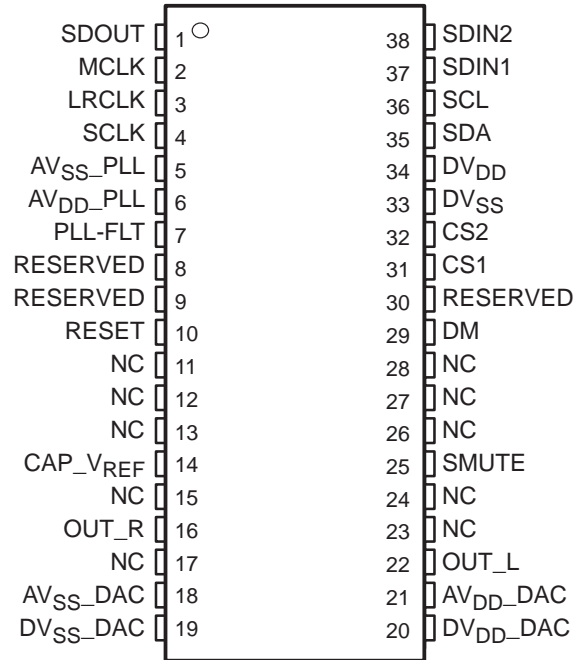 SDOUT 1 38 SDIN2
MCLK 2 37 SDIN1
LRCLK 3 36 SCL
SCLK 4 35 SDA
AVSS_PLL 5 34 DVDD
AVDD_PLL 6 33 DVSS
PLL-FLT 7 32 CS2
RESERVED 8 31 CS1
RESERVED 9 30 RESERVED
RESET 10 29 DM
NC 11 28 NC
NC 12 27 NC
NC 13 26 NC
CAP_VREF 14 25 SMUTE
NC 15 24 NC
OUT_R 16 23 NC
NC 17 22 OUT_L
AVSS_DAC 18 21 AVDD_DAC
DVSS_DAC 19 20 DVDD_DAC